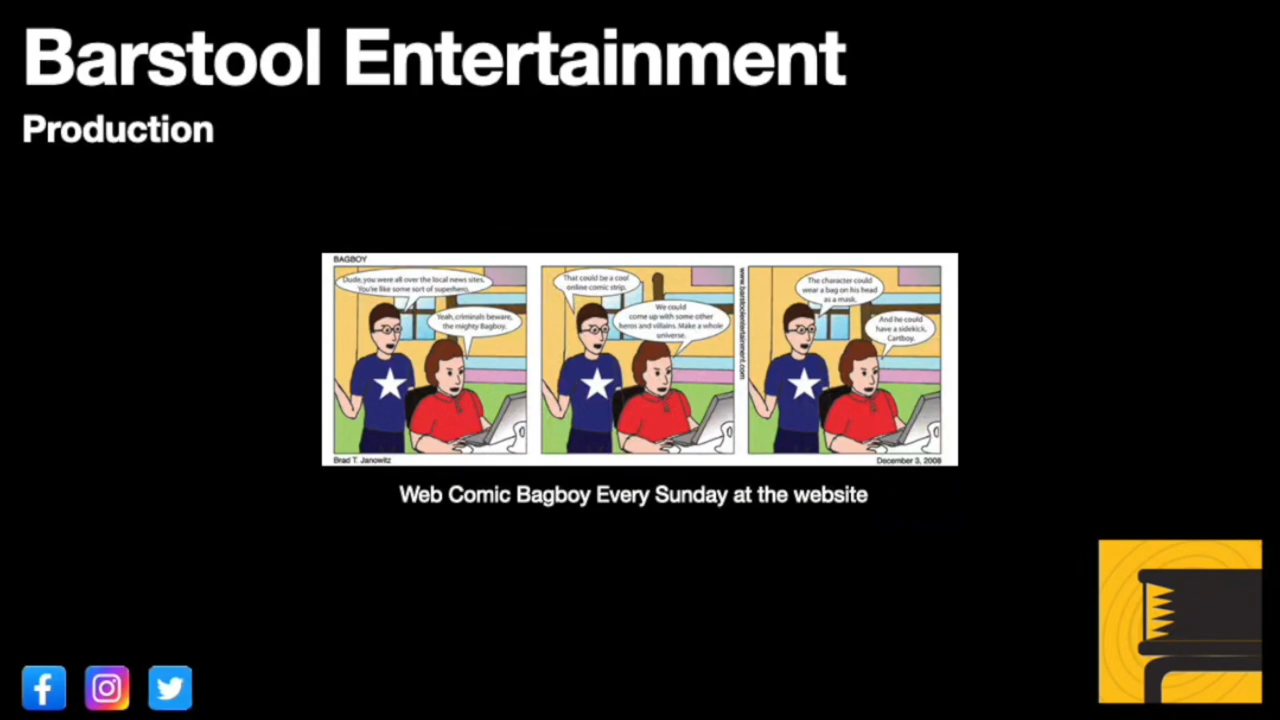 Barstool Entertainment
Production
BAGBOY
Dude, you were all over the local news sites.
You're like some sort of superhero.
Yeah, criminals beware,
the mighty Bagboy.
That could be a cool
online comic strip.
We could
come up with some other
heros and villains. Make a whole
universe.
www.barstoolentertainment.com
The character could
wear a bag on his head
as a mask.
And he could
have a sidekick,
Cartboy.
Brad T. Janowitz
December 3, 2008
Web Comic Bagboy Every Sunday at the website